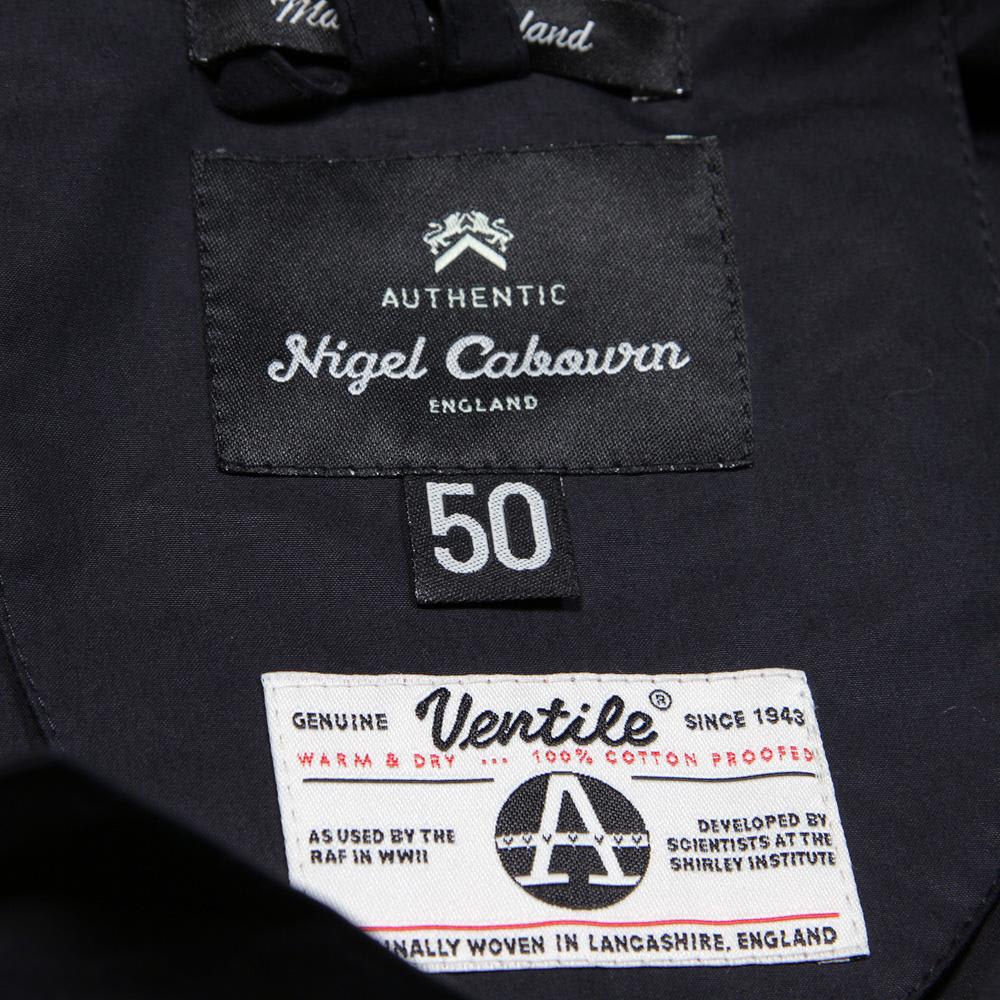 AUTHENTIC
Nigel Cabourn
ENGLAND
50
GENUINE Ventile® SINCE 1943
WARM & DRY ... 100% COTTON PROOFED
A
AS USED BY THE
RAF IN WWII
DEVELOPED BY
SCIENTISTS AT THE
SHIRLEY INSTITUTE
WOVEN IN LANCASHIRE, ENGLAND